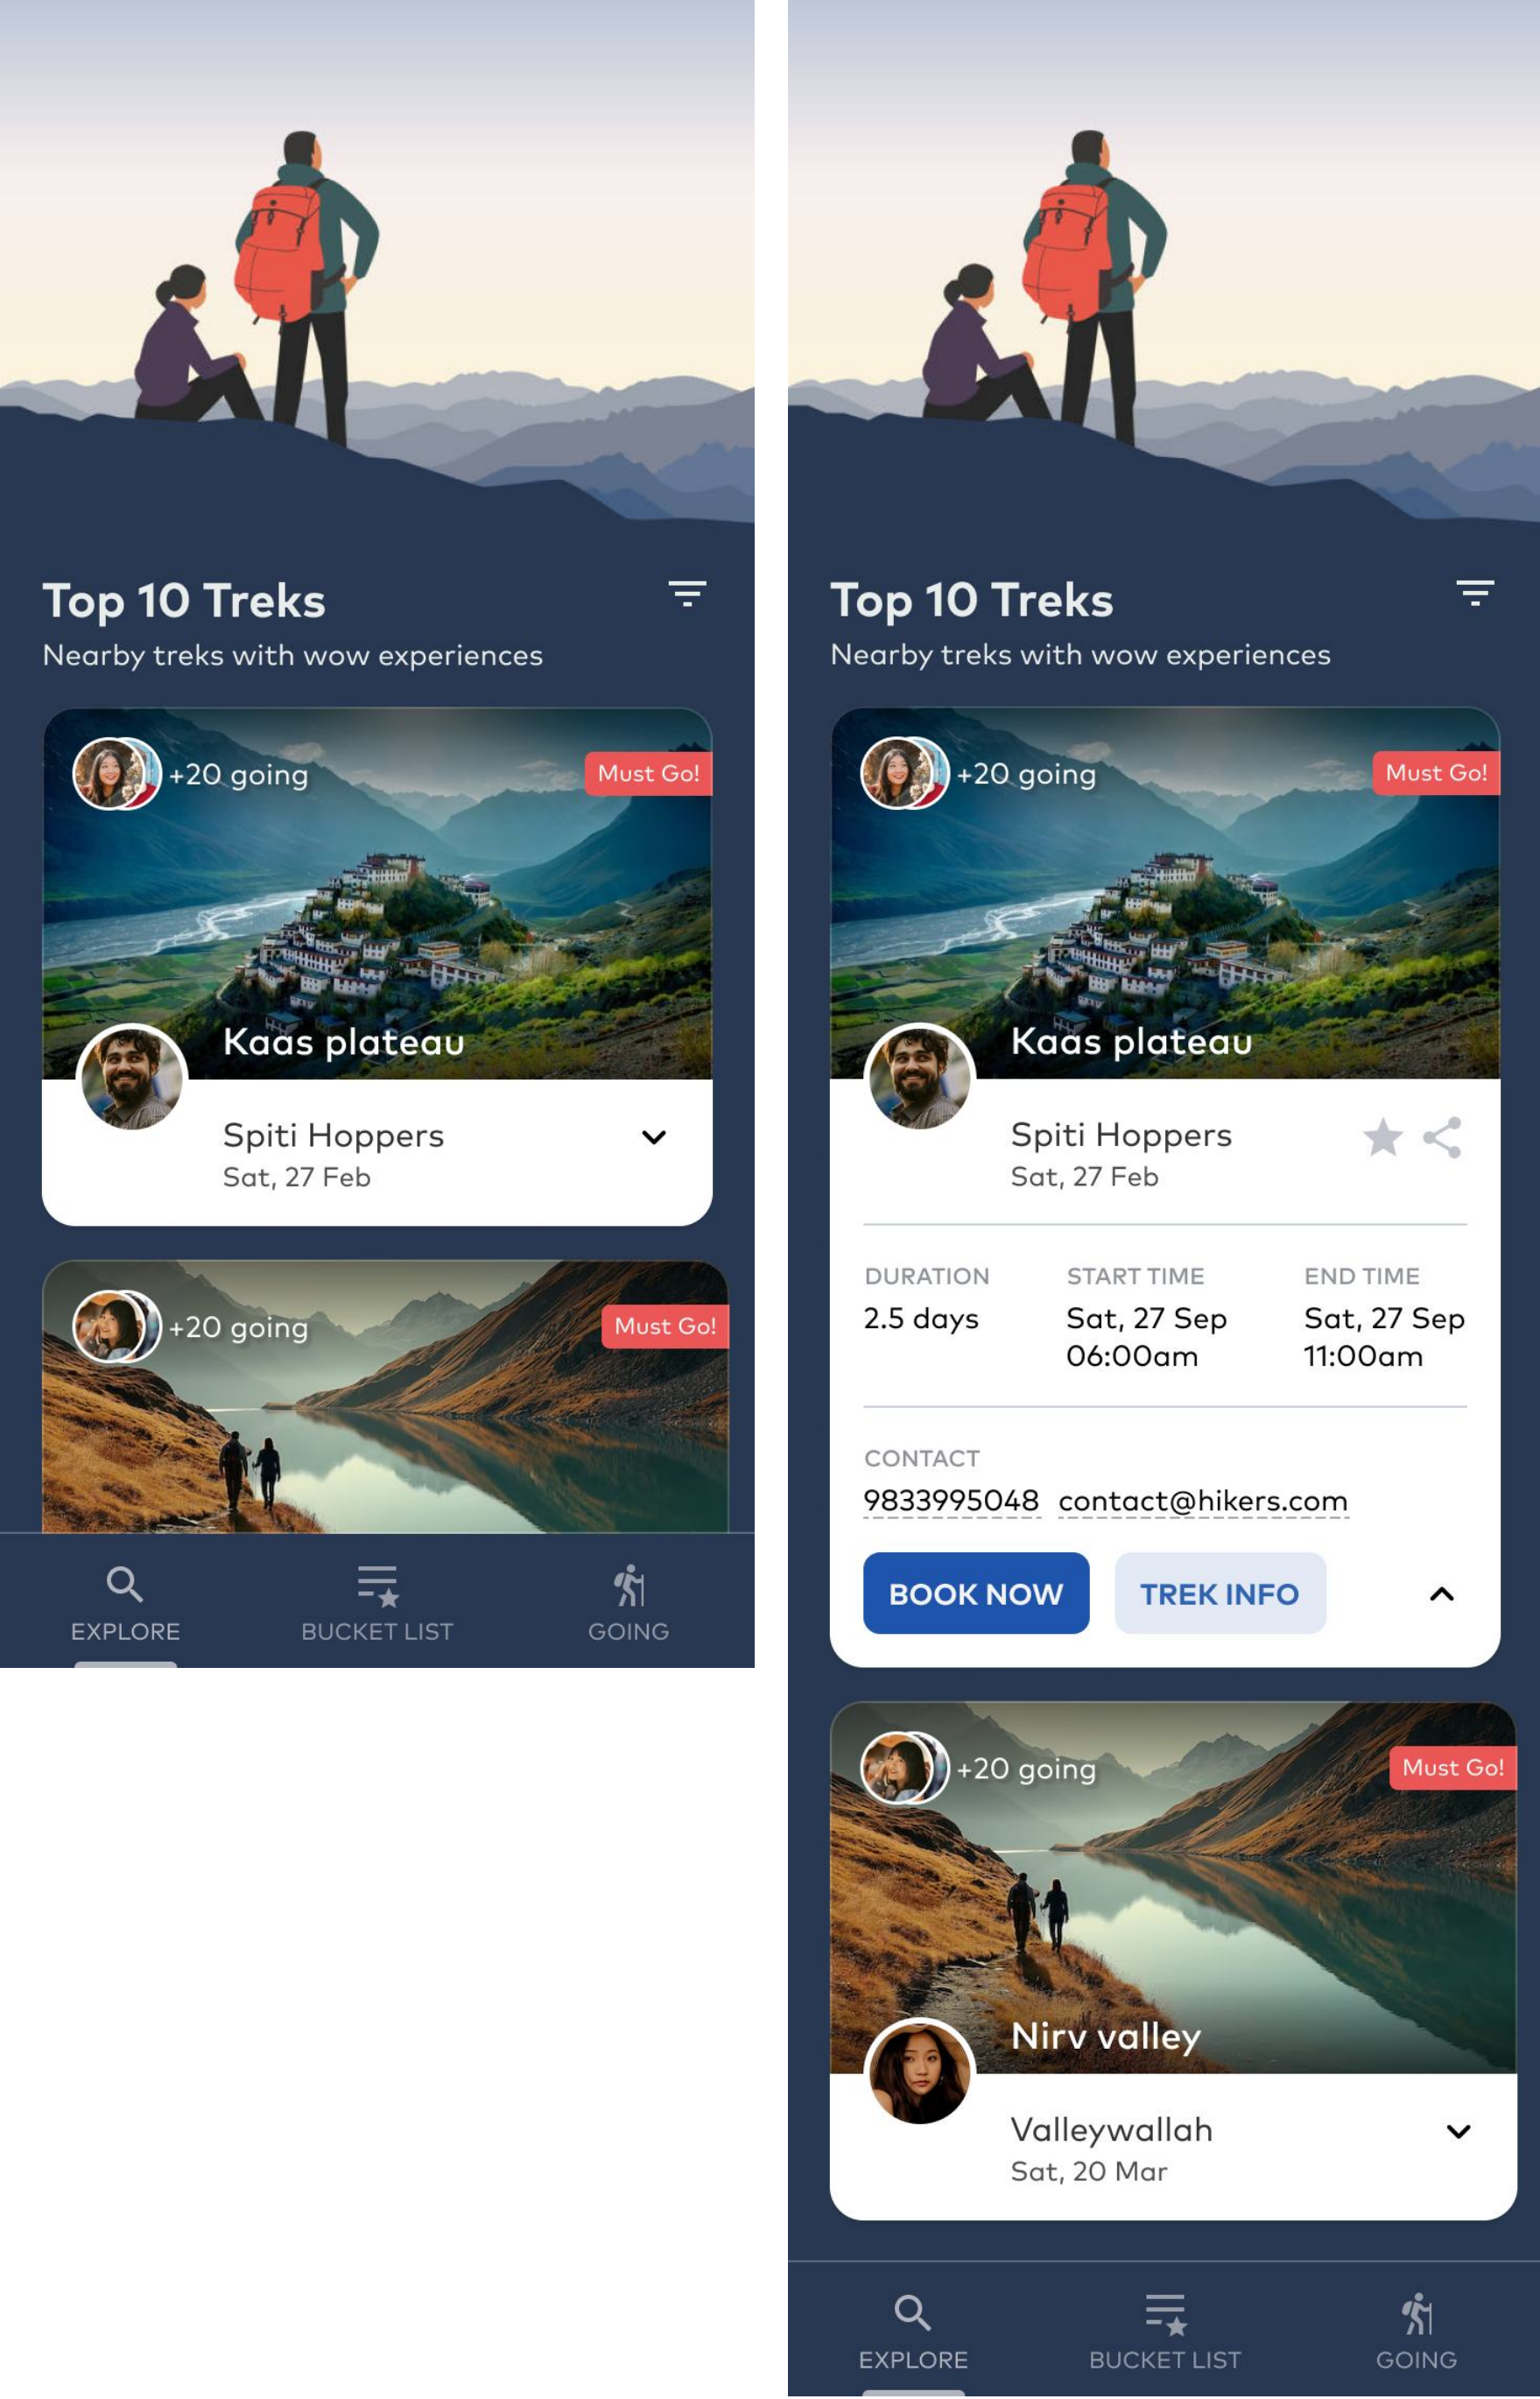 Top 10 Treks
Nearby treks with wow experiences
+20 going
Must Go!
Kaas plateau
Spiti Hoppers
Sat, 27 Feb
+20 going
Must Go!
EXPLORE
BUCKET LIST
GOING
Top 10 Treks
Nearby treks with wow experiences
+20 going
Must Go!
Kaas plateau
Spiti Hoppers
Sat, 27 Feb
DURATION START TIME END TIME
2.5 days Sat, 27 Sep Sat, 27 Sep
06:00am 11:00am
CONTACT
9833995048 contact@hikers.com
BOOK NOW TREK INFO
+20 going
Must Go!
Nirv valley
Valleywallah
Sat, 20 Mar
EXPLORE
BUCKET LIST
GOING